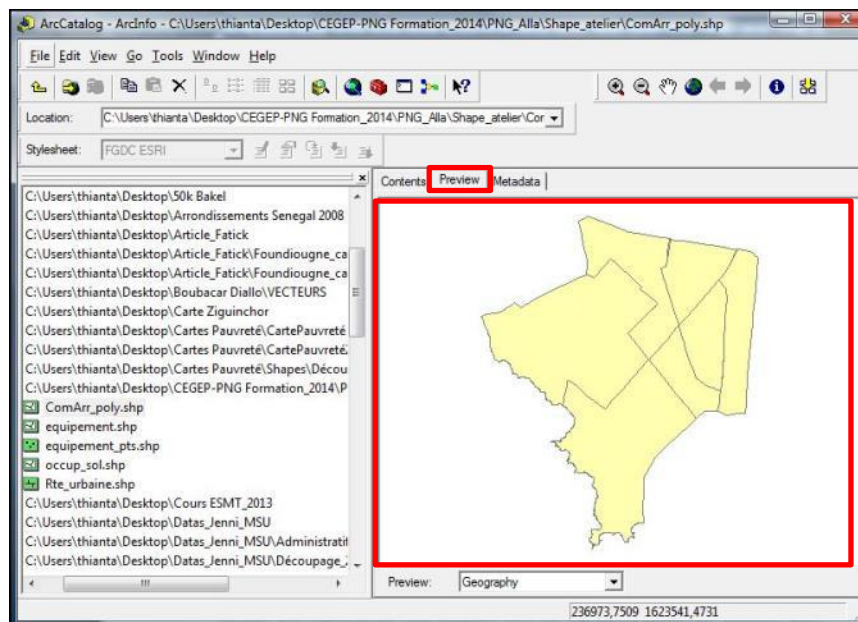 ArcCatalog - ArcInfo - C:\Users\thianta\Desktop\CEGEP-PNG Formation_2014\PNG_Alla\Shape_atelier\ComArr_poly.shp
File Edit View Go Tools Window Help
Location: C:\Users\thianta\Desktop\CEGEP-PNG Formation_2014\PNG_Alla\Shape_atelier\Cor
Stylesheet: FGDC ESRI
Contents Preview Metadata
C:\Users\thianta\Desktop\50k Bakel
C:\Users\thianta\Desktop\Arrondissements Senegal 2008
C:\Users\thianta\Desktop\Article_Fatick
C:\Users\thianta\Desktop\Article_Fatick\Foundiougne_ca
C:\Users\thianta\Desktop\Article_Fatick\Foundiougne_ca
C:\Users\thianta\Desktop\Boubacar Diallo\VECTEURS
C:\Users\thianta\Desktop\Carte Ziguinchor
C:\Users\thianta\Desktop\Cartes Pauvreté\CartePauvreté
C:\Users\thianta\Desktop\Cartes Pauvreté\CartePauvreté
C:\Users\thianta\Desktop\Cartes Pauvreté\Shapes\Décou
C:\Users\thianta\Desktop\CEGEP-PNG Formation_2014\P
ComArr_poly.shp
equipement.shp
equipement_pts.shp
occup_sol.shp
Rte_urbaine.shp
C:\Users\thianta\Desktop\Cours ESMT_2013
C:\Users\thianta\Desktop\Datas_Jenni_MSU
C:\Users\thianta\Desktop\Datas_Jenni_MSU\Administratif
C:\Users\thianta\Desktop\Datas_Jenni_MSU\Découpage_
Preview: Geography
236973,7509 1623541,4731